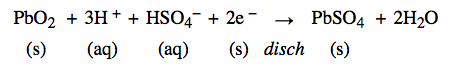 PbO₂ + 3H⁺ + HSO₄⁻ + 2e⁻ → PbSO₄ + 2H₂O
(s) (aq) (aq) (s) disch (s)